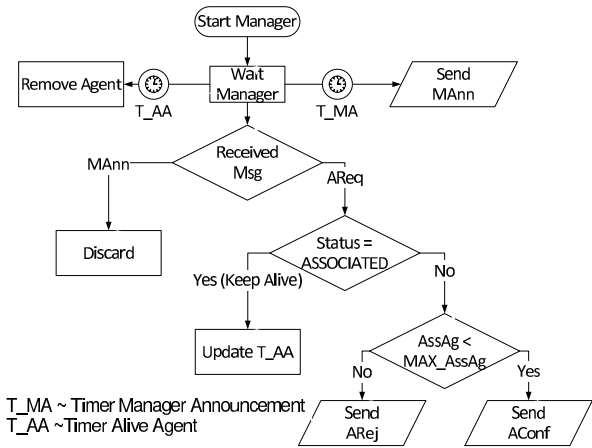 Start Manager
Remove Agent
T_AA
Wait
Manager
T_MA
Send
MAnn
MAnn
Received
Msg
AReq
Discard
Status =
ASSOCIATED
Yes (Keep Alive)
No
Update T_AA
AssAg <
MAX_AssAg
No
Yes
Send
ARej
Send
AConf
T_MA ~ Timer Manager Announcement
T_AA ~Timer Alive Agent